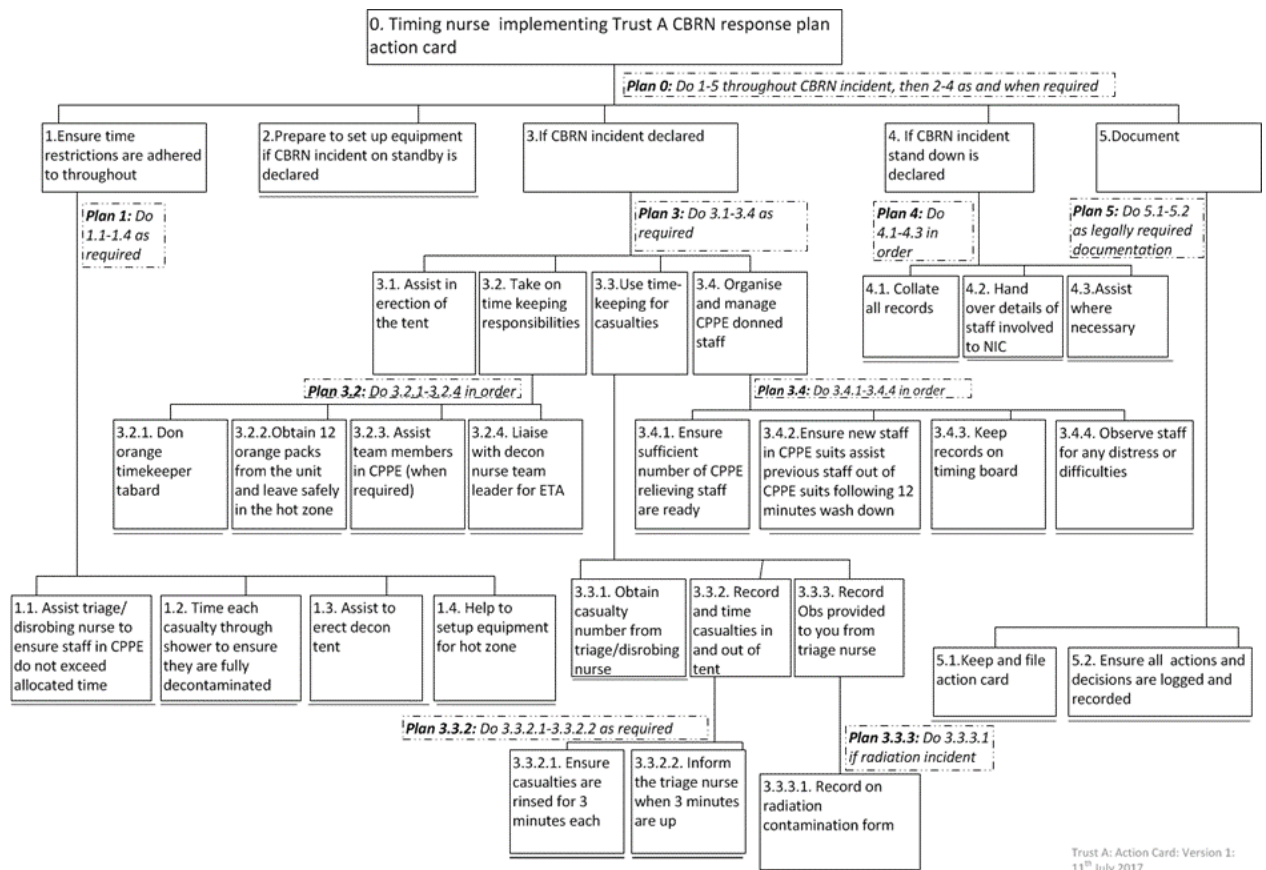 0. Timing nurse implementing Trust A CBRN response plan
action card
Plan 0: Do 1-5 throughout CBRN incident, then 2-4 as and when required
1.Ensure time
restrictions are adhered
to throughout
2.Prepare to set up equipment
if CBRN incident on standby is
declared
3.If CBRN incident declared
4. If CBRN incident
stand down is
declared
5.Document
Plan 1: Do
1.1-1.4 as
required
Plan 3: Do 3.1-3.4 as
required
Plan 4: Do
4.1-4.3 in
order
Plan 5: Do 5.1-5.2
as legally required
documentation
3.1. Assist in
erection of
the tent
3.2. Take on
time keeping
responsibilities
3.3.Use time-
keeping for
casualties
3.4. Organise
and manage
CPPE donned
staff
4.1. Collate
all records
4.2. Hand
over details of
staff involved
to NIC
4.3.Assist
where
necessary
Plan 3.2: Do 3.2.1-3.2.4 in order
Plan 3.4: Do 3.4.1-3.4.4 in order
3.2.1. Don
orange
timekeeper
tabard
3.2.2.Obtain 12
orange packs
from the unit
and leave safely
in the hot zone
3.2.3. Assist
team members
in CPPE (when
required)
3.2.4. Liaise
with decon
nurse team
leader for ETA
3.4.1. Ensure
sufficient
number of CPPE
relieving staff
are ready
3.4.2.Ensure new staff
in CPPE suits assist
previous staff out of
CPPE suits following 12
minutes wash down
3.4.3. Keep
records on
timing board
3.4.4. Observe staff
for any distress or
difficulties
1.1. Assist triage/
disrobing nurse to
ensure staff in CPPE
do not exceed
allocated time
1.2. Time each
casualty through
shower to ensure
they are fully
decontaminated
1.3. Assist to
erect decon
tent
1.4. Help to
setup equipment
for hot zone
3.3.1. Obtain
casualty
number from
triage/disrobing
nurse
3.3.2. Record
and time
casualties in
and out of
tent
3.3.3. Record
Obs provided
to you from
triage nurse
5.1.Keep and file
action card
5.2. Ensure all actions and
decisions are logged and
recorded
Plan 3.3.2: Do 3.3.2.1-3.3.2.2 as required
Plan 3.3.3: Do 3.3.3.1
if radiation incident
3.3.2.1. Ensure
casualties are
rinsed for 3
minutes each
3.3.2.2. Inform
the triage nurse
when 3 minutes
are up
3.3.3.1. Record on
radiation
contamination form
Trust A: Action Card: Version 1:
11th July 2017